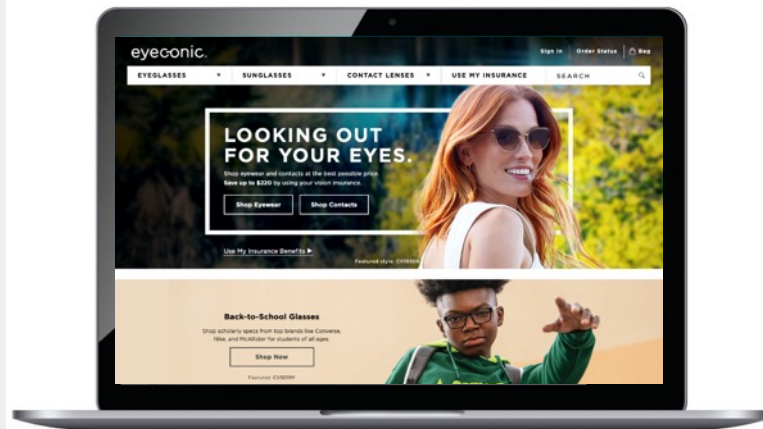 eyeconic.
Sign In Order Status Bag
EYEGLASSES SUNGLASSES CONTACT LENSES USE MY INSURANCE SEARCH
LOOKING OUT
FOR YOUR EYES.
Shop eyewear and contacts at the best possible price.
Save up to $220 by using your vision insurance.
Shop Eyewear Shop Contacts
Use My Insurance Benefits
Featured style:
Back-to-School Glasses
Shop scholarly specs from top brands like Converse,
Nike, and McAllister for students of all ages.
Shop Now
Featured: